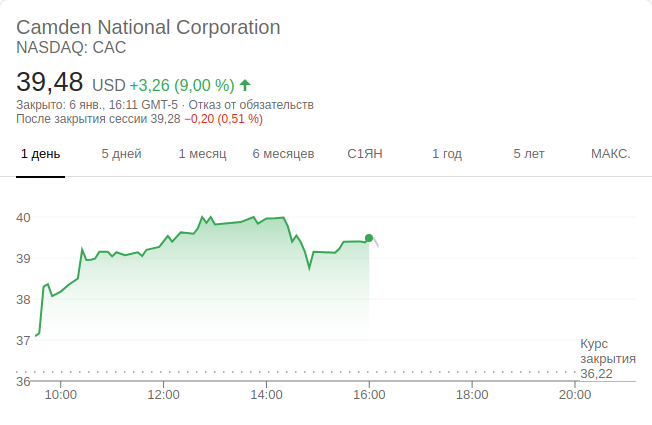 Camden National Corporation
NASDAQ: CAC
39,48 USD +3,26 (9,00 %)
Закрыто: 6 янв., 16:11 GMT-5 · Отказ от обязательств
После закрытия сессии 39,28 −0,20 (0,51 %)
1 день 5 дней 1 месяц 6 месяцев С1ЯН 1 год 5 лет МАКС.
40
39
38
37
36
Курс
закрытия
36,22
10:00 12:00 14:00 16:00 18:00 20:00